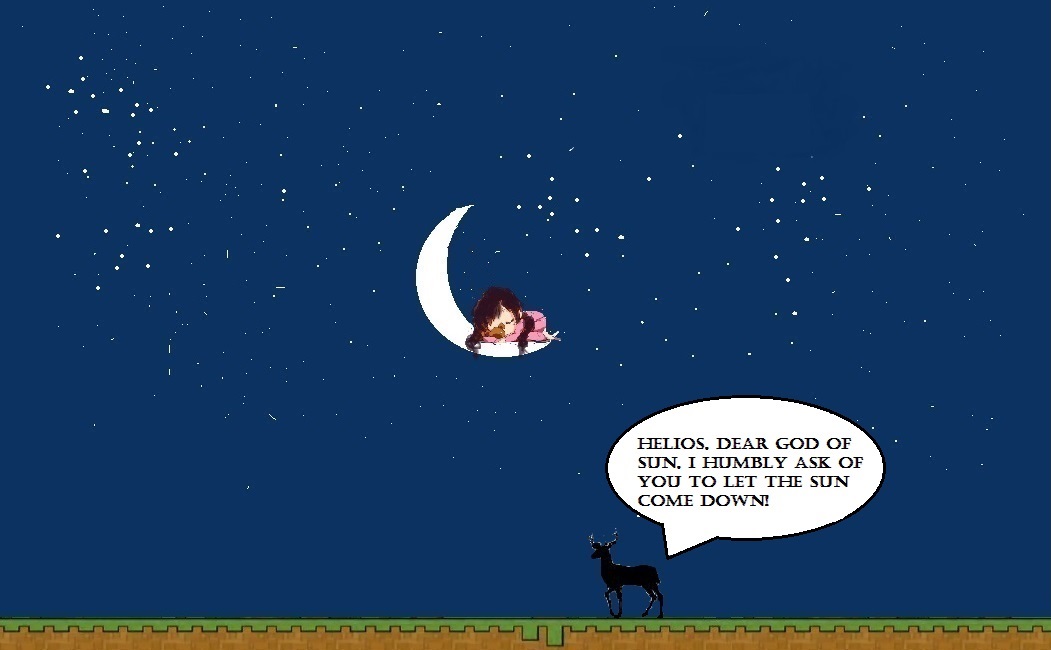 HELIOS, DEAR GOD OF
SUN, I HUMBLY ASK OF
YOU TO LET THE SUN
COME DOWN!